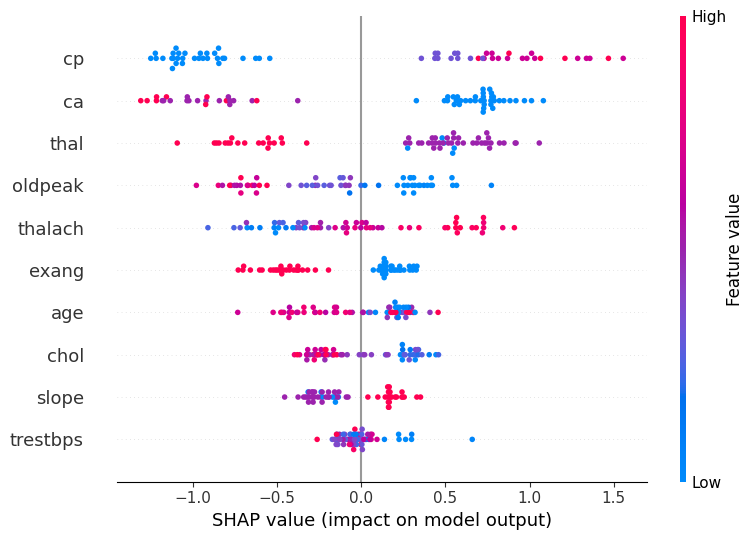 High
cp
ca
thal
oldpeak
thalach
exang
age
chol
slope
trestbps
Feature value
Low
−1.0 −0.5 0.0 0.5 1.0 1.5
SHAP value (impact on model output)